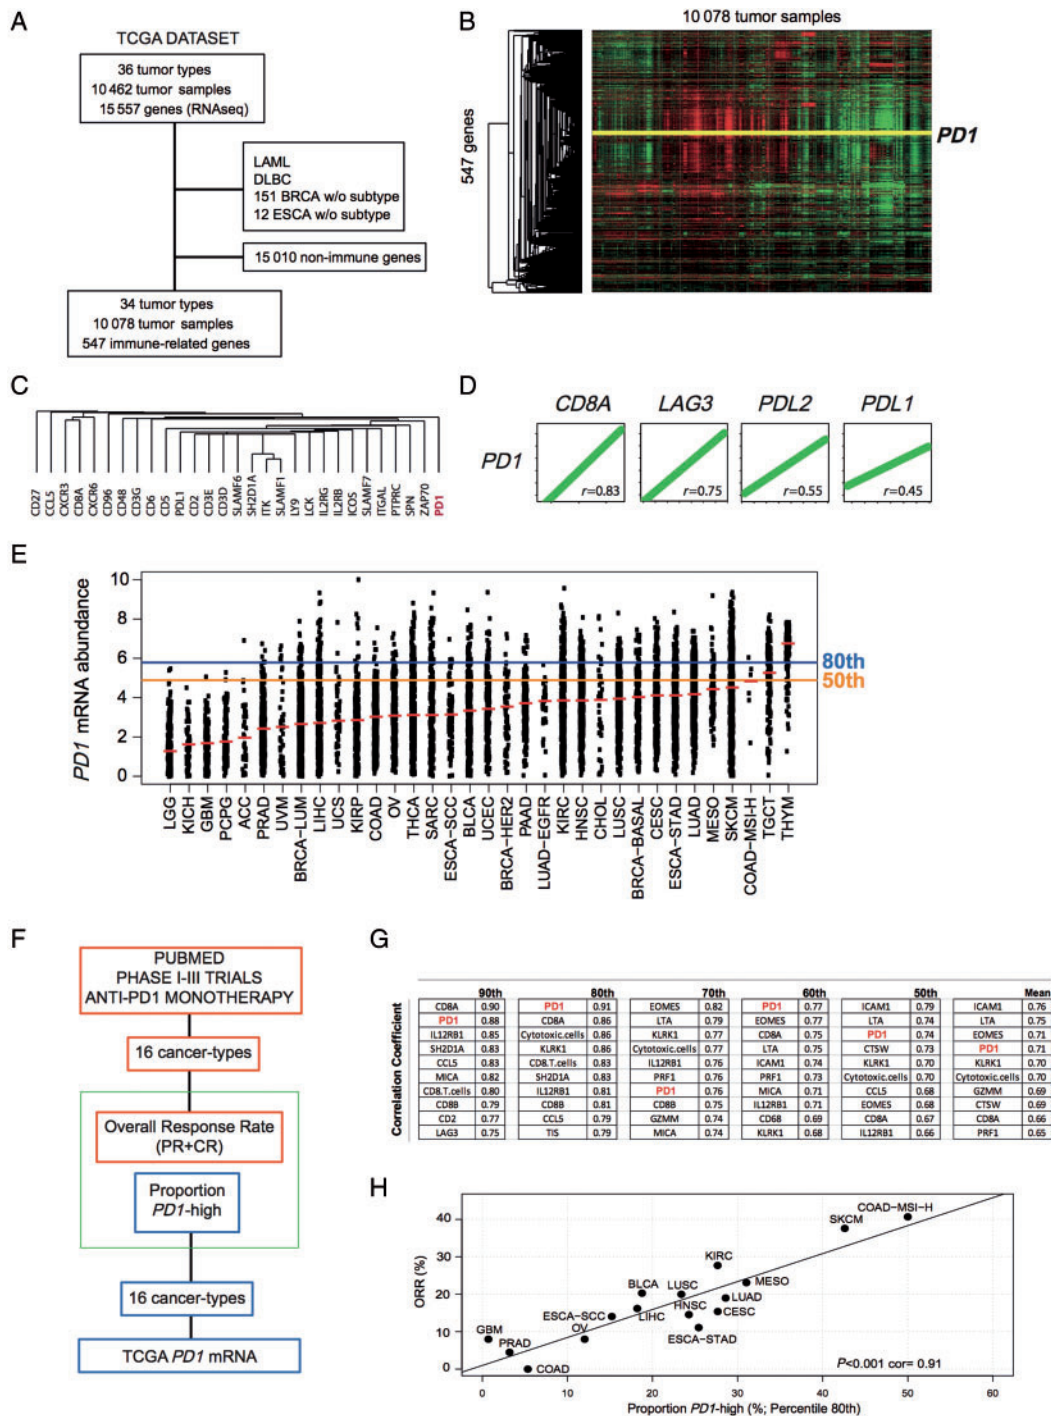 A
TCGA DATASET
36 tumor types
10 462 tumor samples
15 557 genes (RNAseq)
LAML
DLBC
151 BRCA w/o subtype
12 ESCA w/o subtype
15 010 non-immune genes
34 tumor types
10 078 tumor samples
547 immune-related genes
B
10 078 tumor samples
547 genes
PD1
C
CD27
CCL5
CXCR3
CD8A
CXCR6
CD96
CD48
CD3G
CD6
CD5
PDL1
CD2
CD3E
CD3D
SLAMF6
SH2D1A
ITK
SLAMF1
LY9
LCK
IL2RG
IL2RB
ICOS
SLAMF7
ITGAL
PTPRC
SPN
ZAP70
PD1
D
CD8A LAG3 PDL2 PDL1
PD1
r=0.83 r=0.75 r=0.55 r=0.45
E
PD1 mRNA abundance
10
8
6
4
2
0
80th
50th
LGG
KICH
GBM
PCPG
ACC
PRAD
UVM
BRCA-LUM
LIHC
UCS
KIRP
COAD
OV
THCA
SARC
ESCA-SCC
BLCA
UCEC
BRCA-HER2
PAAD
LUAD-EGFR
KIRC
HNSC
CHOL
LUSC
BRCA-BASAL
CESC
ESCA-STAD
LUAD
MESO
SKCM
COAD-MSI-H
TGCT
THYM
F
PUBMED
PHASE I-III TRIALS
ANTI-PD1 MONOTHERAPY
16 cancer-types
Overall Response Rate
(PR+CR)
Proportion
PD1-high
16 cancer-types
TCGA PD1 mRNA
G
Correlation Coefficient
90th 80th 70th 60th 50th Mean
CD8A 0.90 PD1 0.91 EOMES 0.82 PD1 0.77 ICAM1 0.79 ICAM1 0.76
PD1 0.88 CD8A 0.86 LTA 0.79 EOMES 0.77 LTA 0.74 LTA 0.75
IL12RB1 0.85 Cytotoxic.cells 0.86 KLRK1 0.77 CD8A 0.75 PD1 0.74 EOMES 0.71
SH2D1A 0.83 KLRK1 0.86 Cytotoxic.cells 0.77 LTA 0.75 CTSW 0.73 PD1 0.71
CCL5 0.83 CD8.T.cells 0.83 IL12RB1 0.76 ICAM1 0.74 KLRK1 0.70 KLRK1 0.70
MICA 0.82 SH2D1A 0.83 PRF1 0.76 PRF1 0.73 Cytotoxic.cells 0.70 Cytotoxic.cells 0.70
CD8.T.cells 0.80 IL12RB1 0.81 PD1 0.76 MICA 0.71 CCL5 0.68 GZMM 0.69
CD8B 0.79 CD8B 0.81 CD8B 0.75 IL12RB1 0.71 EOMES 0.68 CTSW 0.69
CD2 0.77 CCL5 0.79 GZMM 0.74 CD68 0.69 CD8A 0.67 CD8A 0.66
LAG3 0.75 TIS 0.79 MICA 0.74 KLRK1 0.68 IL12RB1 0.66 PRF1 0.65
H
ORR (%)
40
30
20
10
0
COAD-MSI-H
SKCM
KIRC
MESO
BLCA
LUSC
LUAD
HNSC
LIHC
CESC
ESCA-SCC
ESCA-STAD
OV
GBM
PRAD
COAD
P<0.001 cor= 0.91
0 10 20 30 40 50 60
Proportion PD1-high (%; Percentile 80th)